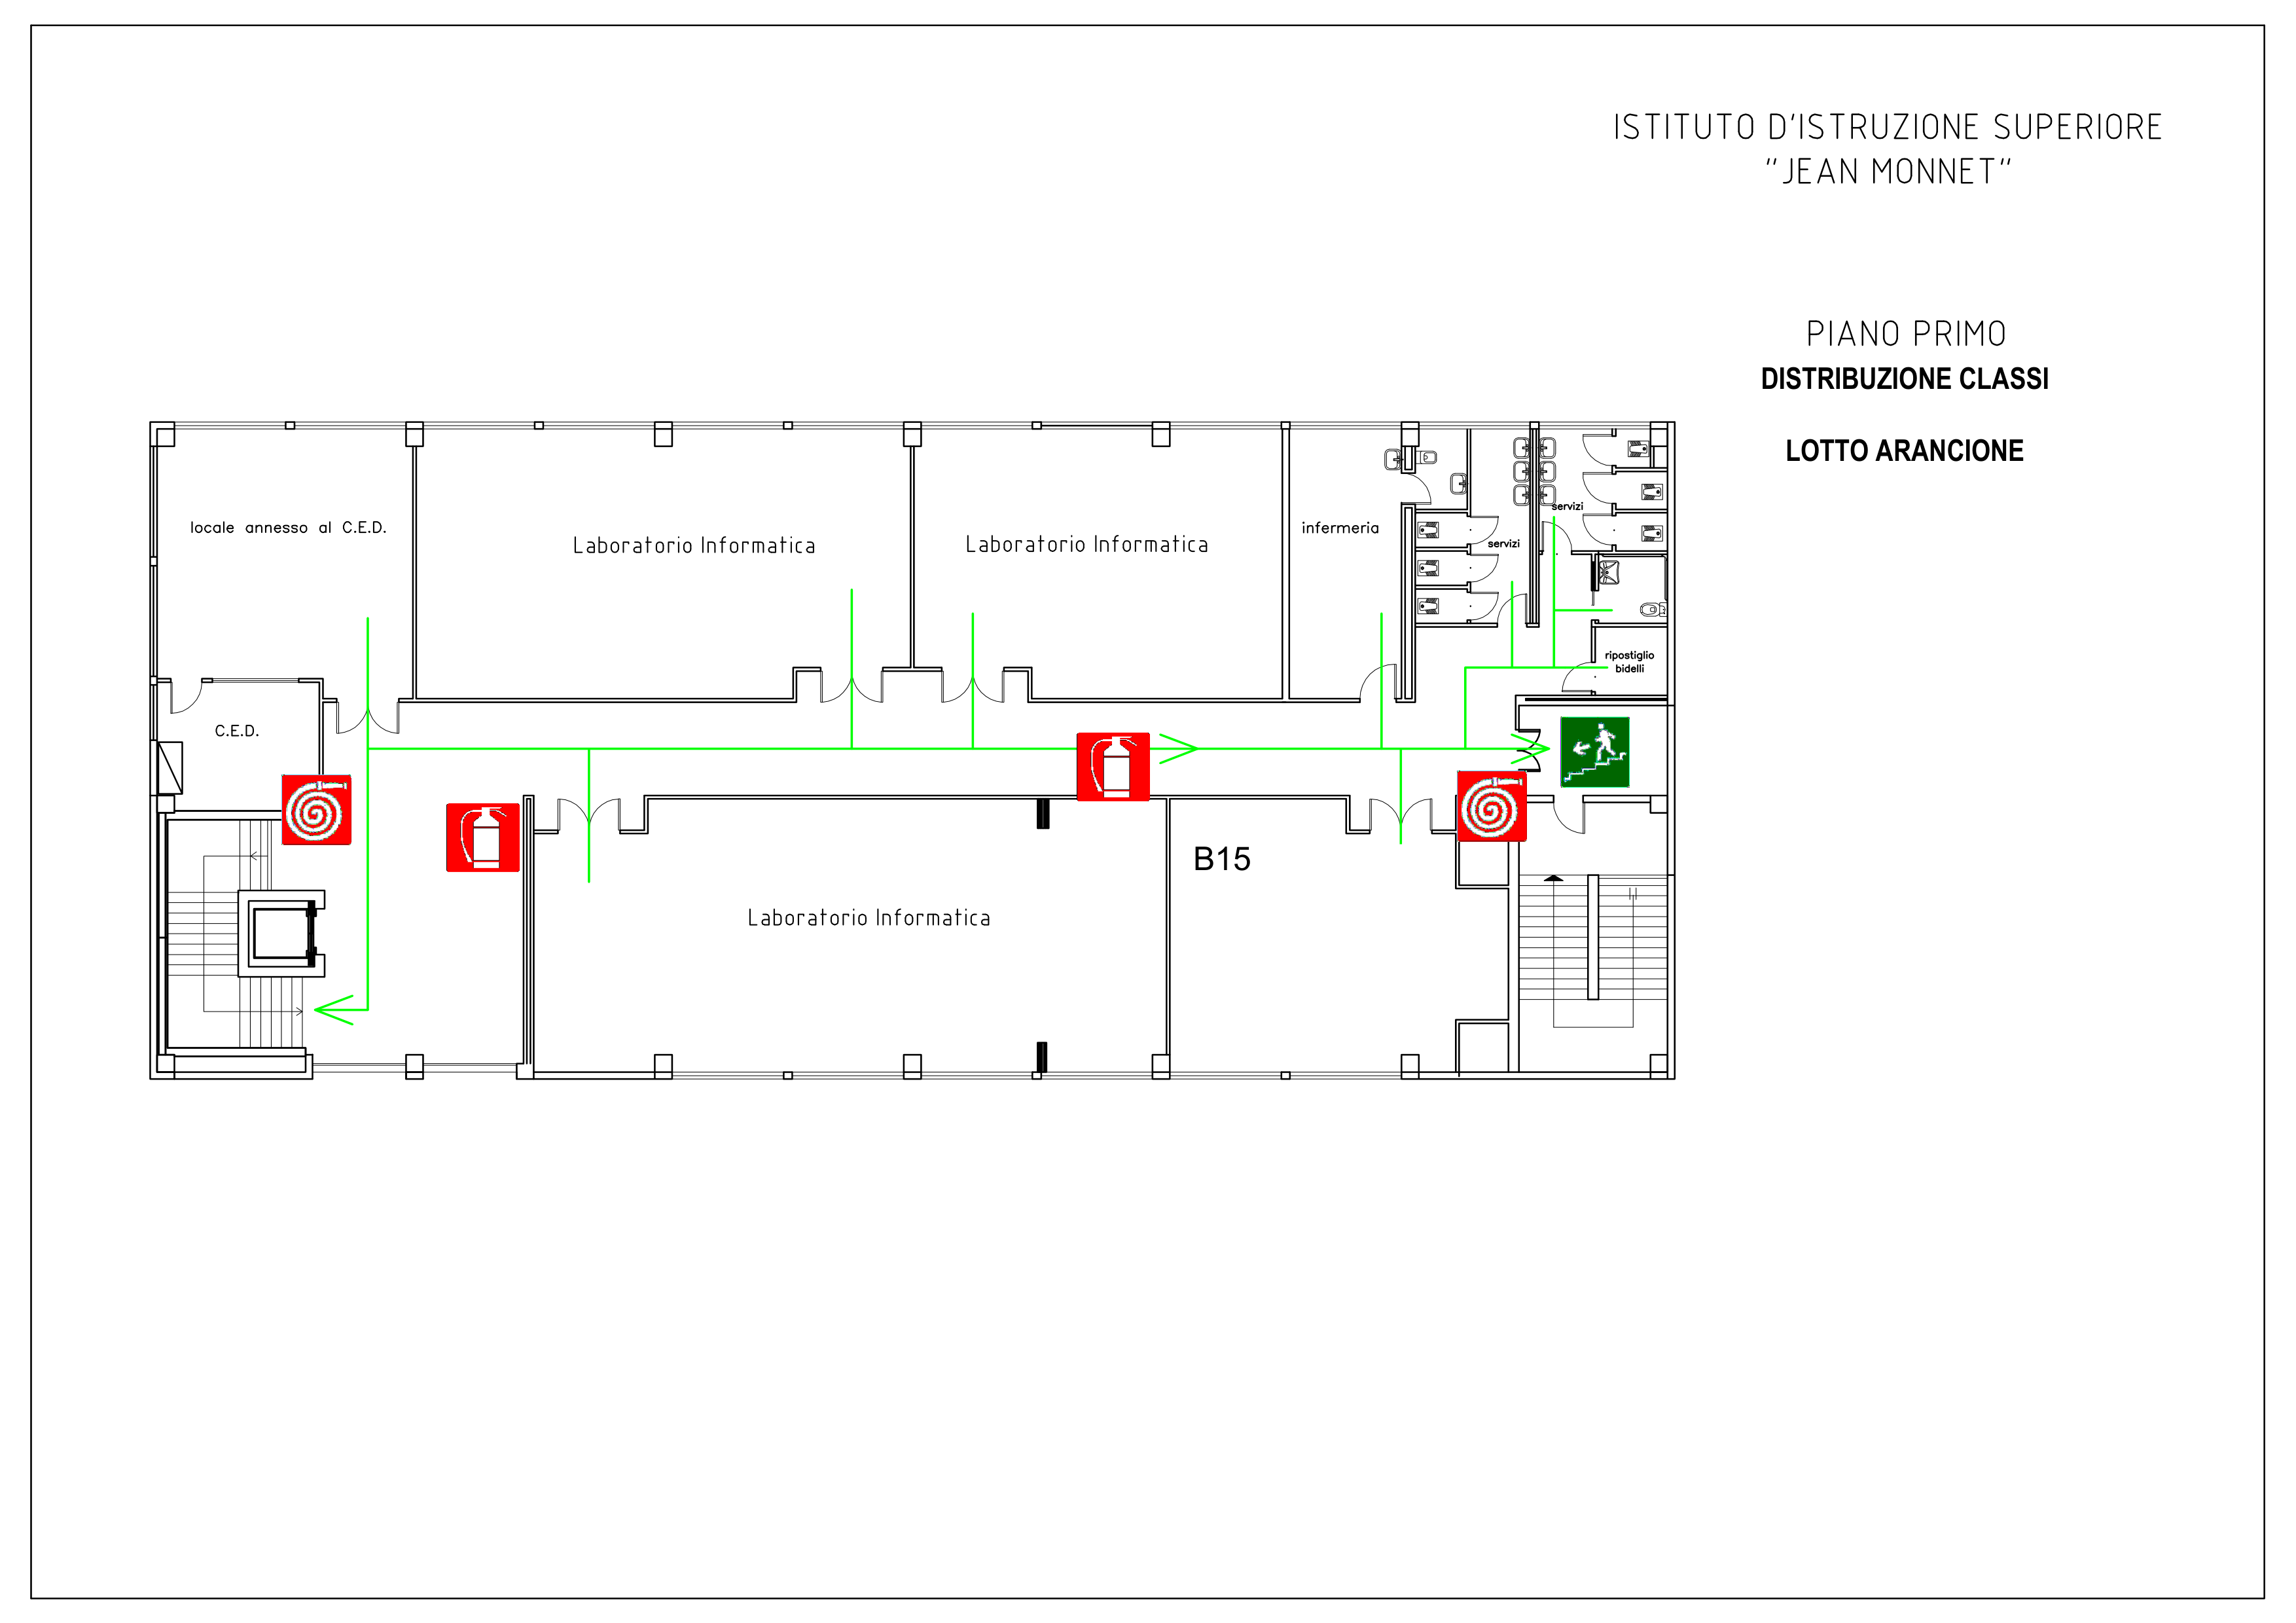 ISTITUTO D'ISTRUZIONE SUPERIORE
"JEAN MONNET"
PIANO PRIMO
DISTRIBUZIONE CLASSI
LOTTO ARANCIONE
locale annesso al C.E.D.
Laboratorio Informatica
Laboratorio Informatica
infermeria
servizi
servizi
ripostiglio
bidelli
C.E.D.
B15
Laboratorio Informatica